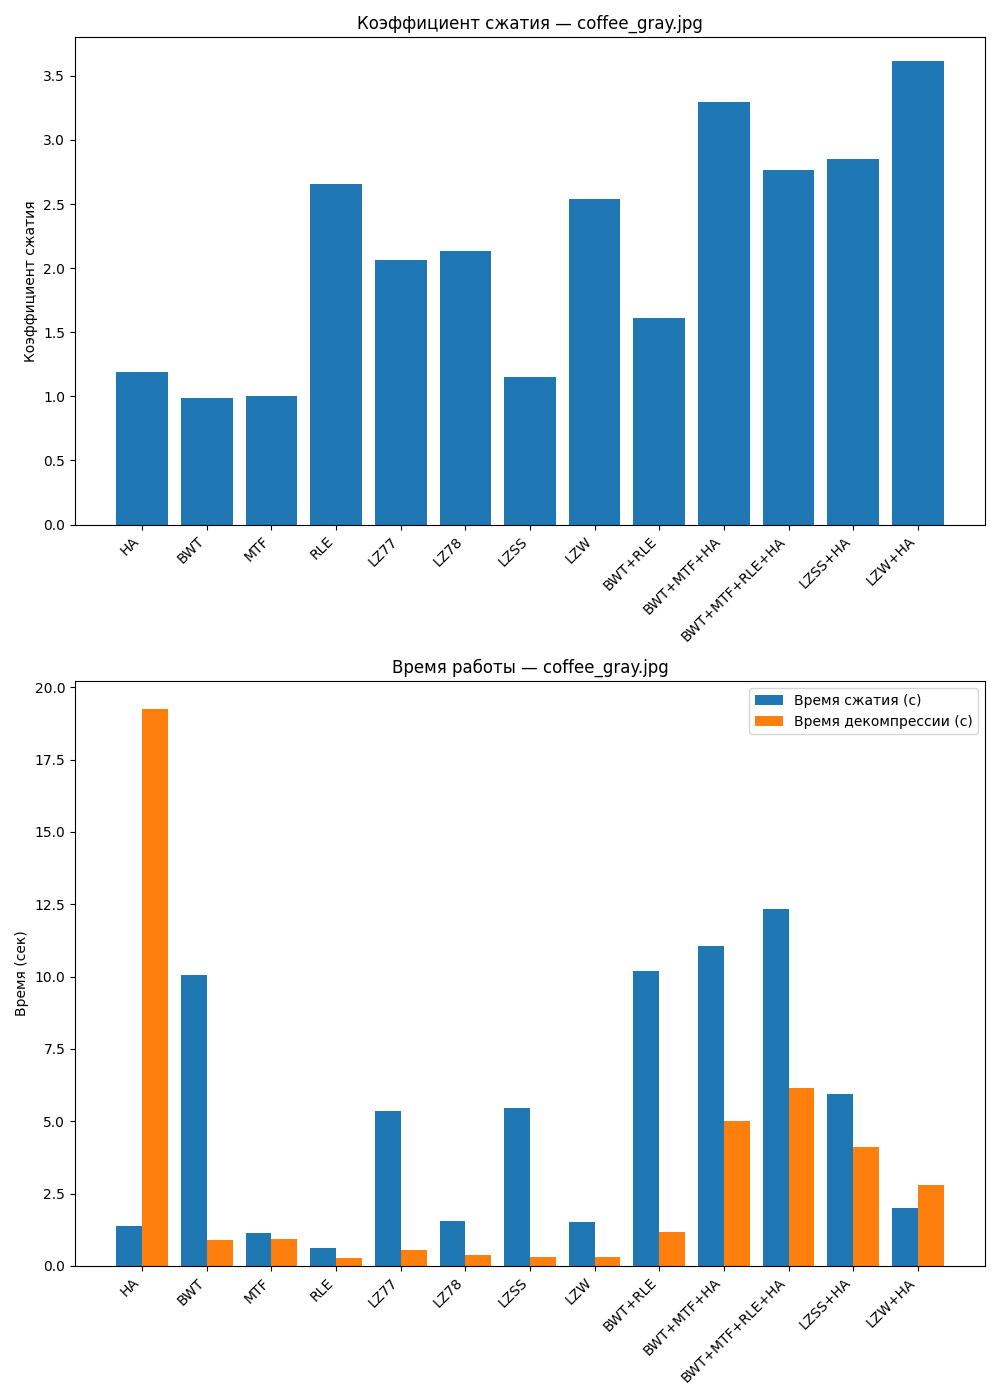 Коэффициент сжатия — coffee_gray.jpg
Коэффициент сжатия
3.5
3.0
2.5
2.0
1.5
1.0
0.5
0.0
HA
BWT
MTF
RLE
LZ77
LZ78
LZSS
LZW
BWT+RLE
BWT+MTF+HA
BWT+MTF+RLE+HA
LZSS+HA
LZW+HA
Время работы — coffee_gray.jpg
Время сжатия (с)
Время декомпрессии (с)
Время (сек)
20.0
17.5
15.0
12.5
10.0
7.5
5.0
2.5
0.0
HA
BWT
MTF
RLE
LZ77
LZ78
LZSS
LZW
BWT+RLE
BWT+MTF+HA
BWT+MTF+RLE+HA
LZSS+HA
LZW+HA